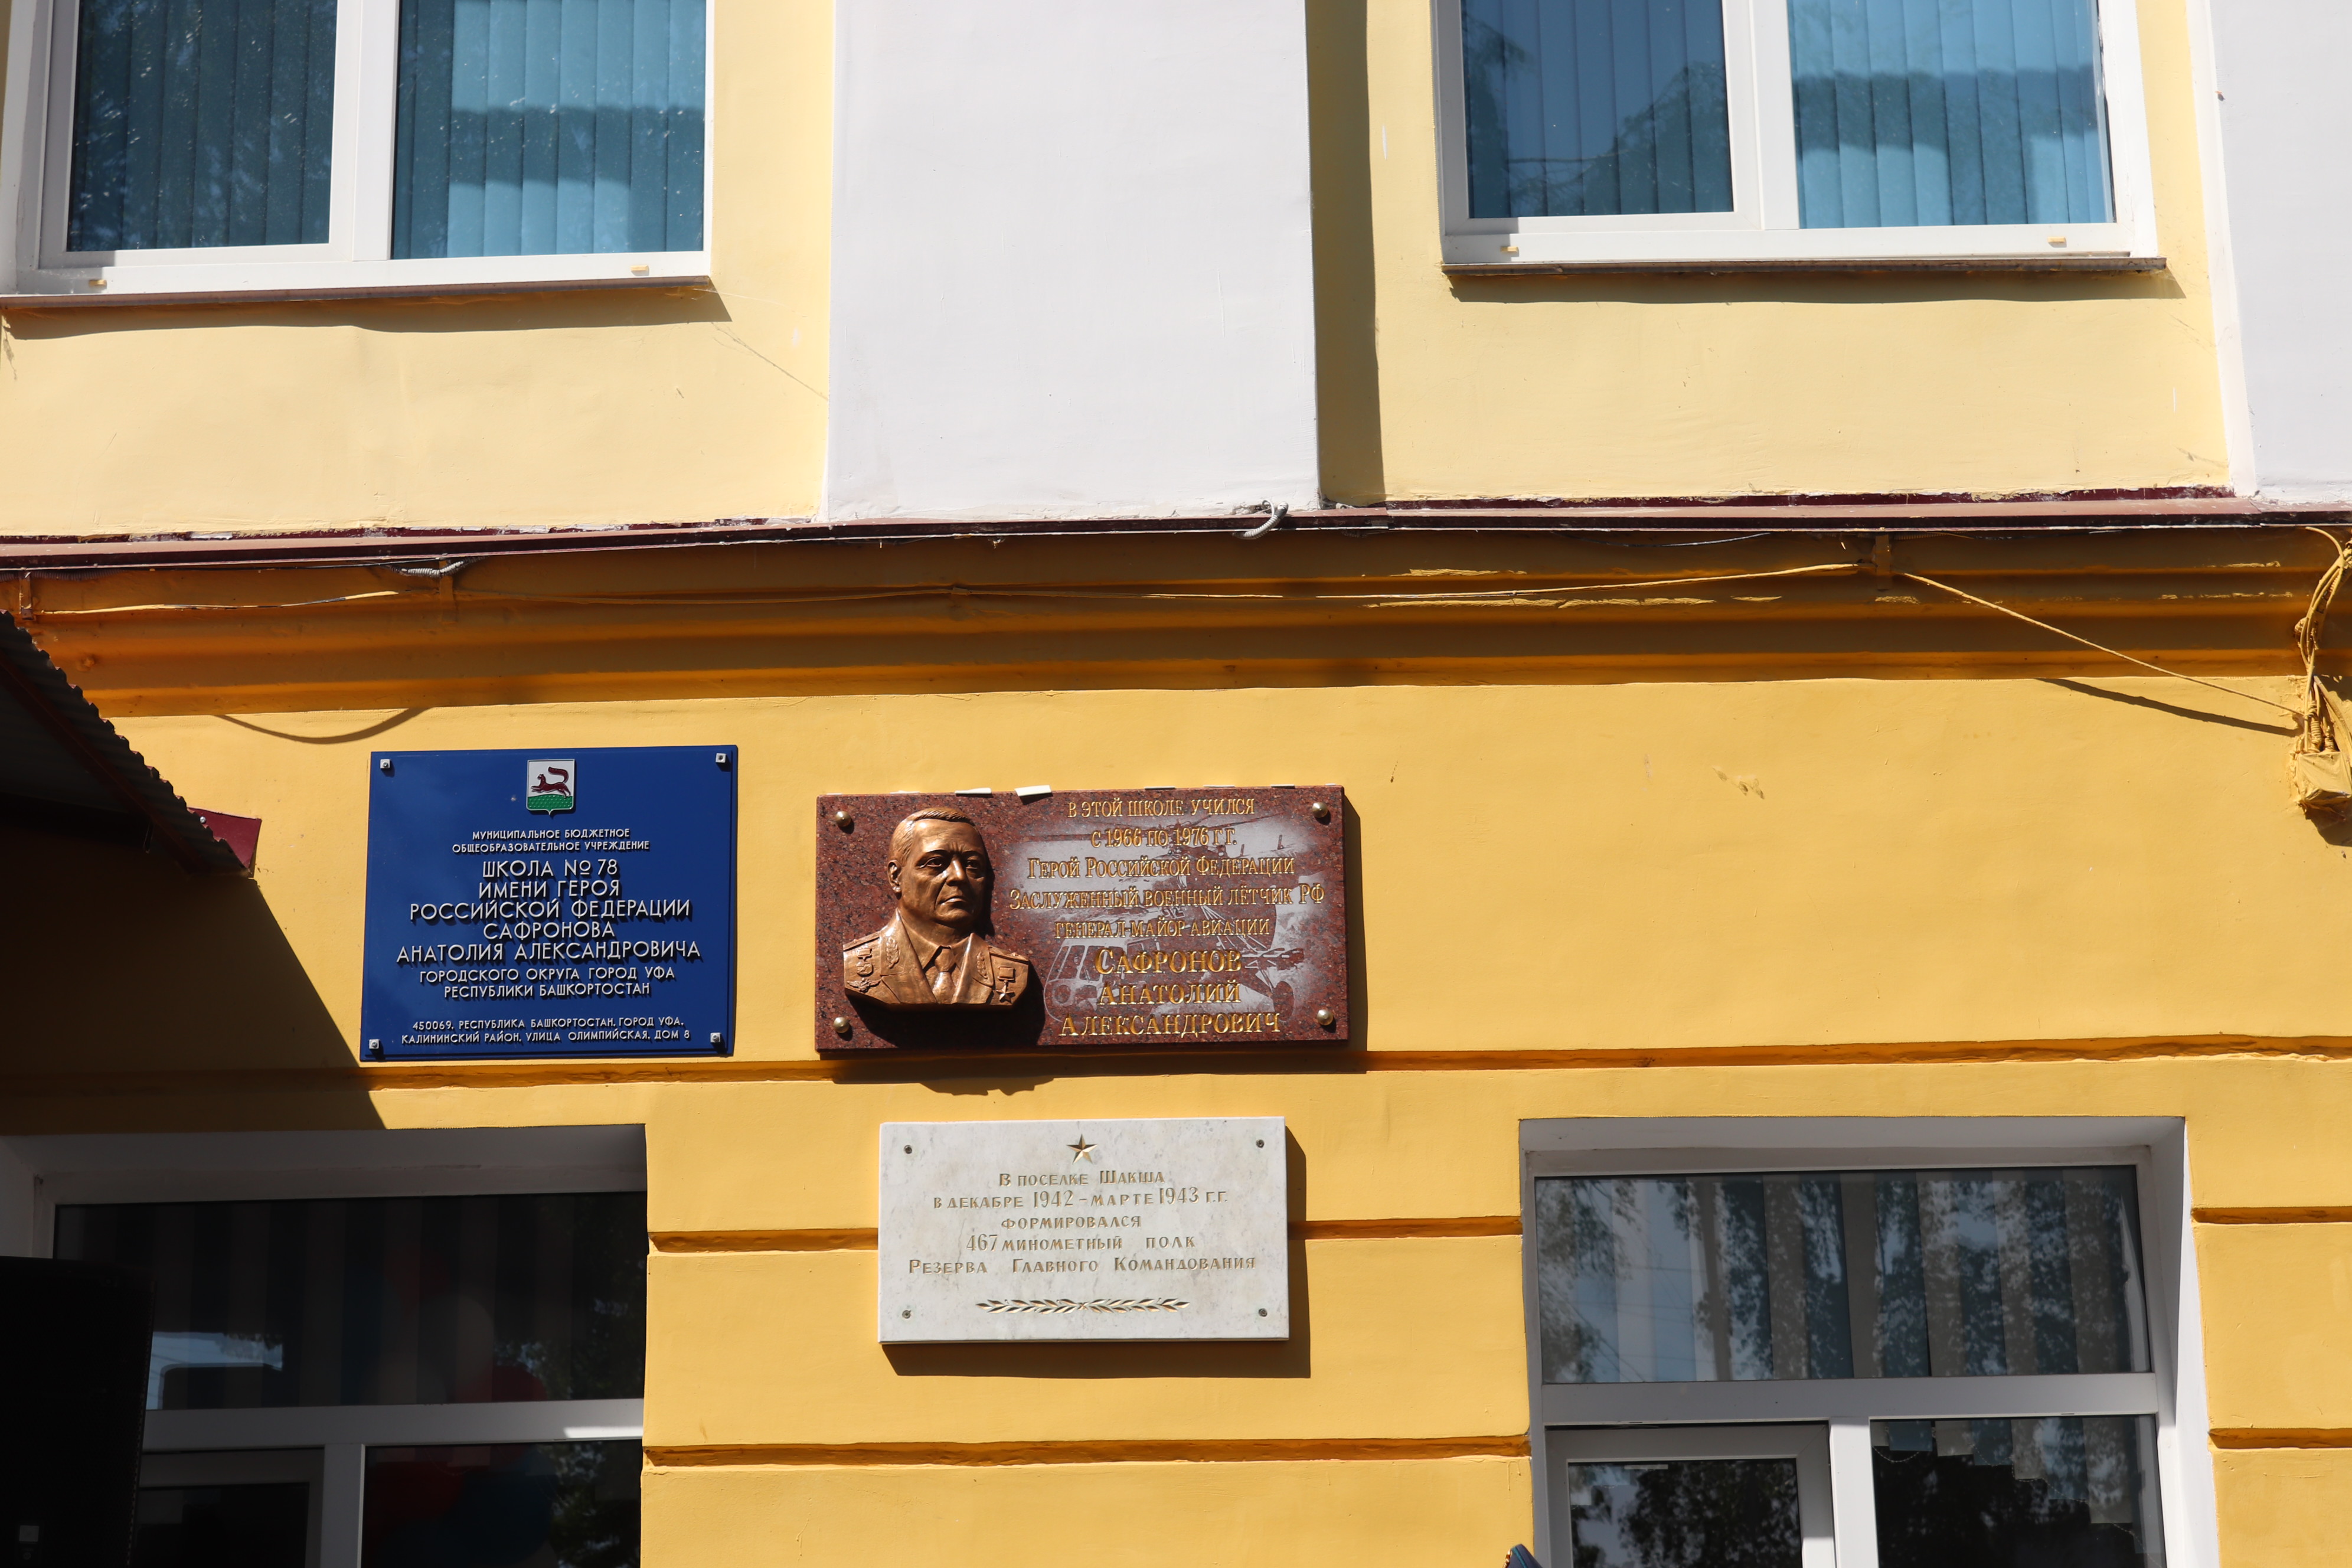 МУНИЦИПАЛЬНОЕ БЮДЖЕТНОЕ
ОБЩЕОБРАЗОВАТЕЛЬНОЕ УЧРЕЖДЕНИЕ
ШКОЛА № 78
ИМЕНИ ГЕРОЯ
РОССИЙСКОЙ ФЕДЕРАЦИИ
САФРОНОВА
АНАТОЛИЯ АЛЕКСАНДРОВИЧА
ГОРОДСКОГО ОКРУГА ГОРОД УФА
РЕСПУБЛИКИ БАШКОРТОСТАН
450069, РЕСПУБЛИКА БАШКОРТОСТАН, ГОРОД УФА,
КАЛИНИНСКИЙ РАЙОН, УЛИЦА ОЛИМПИЙСКАЯ, ДОМ 8
В ЭТОЙ ШКОЛЕ УЧИЛСЯ
С 1966 ПО 1976 ГГ.
ГЕРОЙ РОССИЙСКОЙ ФЕДЕРАЦИИ
ЗАСЛУЖЕННЫЙ ВОЕННЫЙ ЛЁТЧИК РФ
ГЕНЕРАЛ-МАЙОР АВИАЦИИ
САФРОНОВ
АНАТОЛИЙ
АЛЕКСАНДРОВИЧ
В ПОСЕЛКЕ ШАКША
В ДЕКАБРЕ 1942 – МАРТЕ 1943 Г.Г.
ФОРМИРОВАЛСЯ
467 МИНОМЕТНЫЙ ПОЛК
РЕЗЕРВА ГЛАВНОГО КОМАНДОВАНИЯ